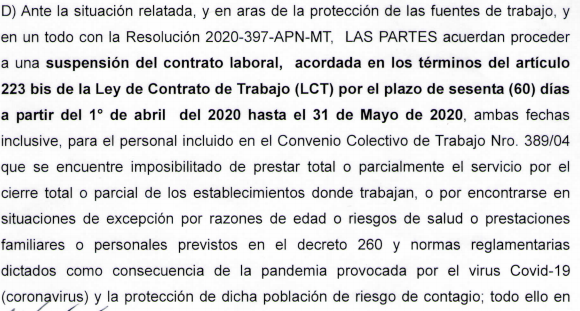 D) Ante la situación relatada, y en aras de la protección de las fuentes de trabajo, y
en un todo con la Resolución 2020-397-APN-MT, LAS PARTES acuerdan proceder
a una suspensión del contrato laboral, acordada en los términos del artículo
223 bis de la Ley de Contrato de Trabajo (LCT) por el plazo de sesenta (60) días
a partir del 1° de abril del 2020 hasta el 31 de Mayo de 2020, ambas fechas
inclusive, para el personal incluido en el Convenio Colectivo de Trabajo Nro. 389/04
que se encuentre imposibilitado de prestar total o parcialmente el servicio por el
cierre total o parcial de los establecimientos donde trabajan, o por encontrarse en
situaciones de excepción por razones de edad o riesgos de salud o prestaciones
familiares o personales previstos en el decreto 260 y normas reglamentarias
dictados como consecuencia de la pandemia provocada por el virus Covid-19
(coronavirus) y la protección de dicha población de riesgo de contagio; todo ello en